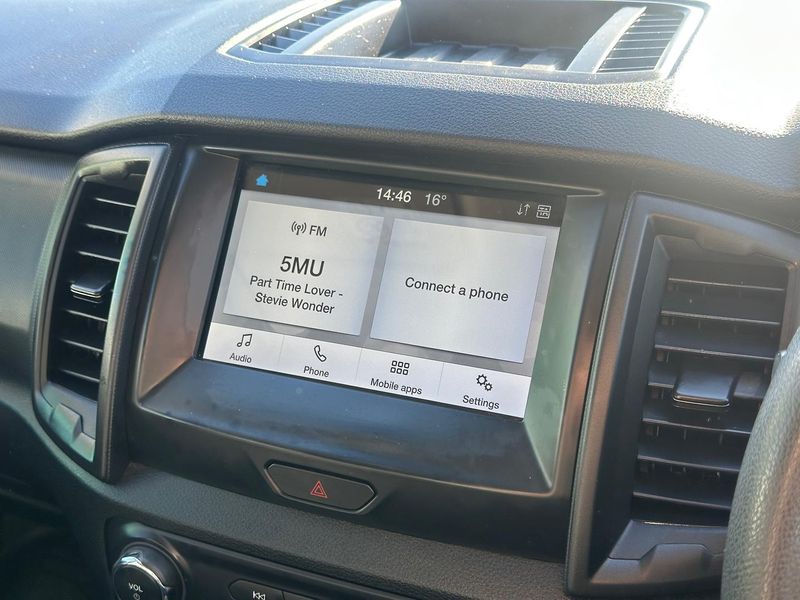 14:46 16°
FM
5MU
Part Time Lover -
Stevie Wonder
Connect a phone
Audio
Phone
Mobile apps
Settings
VOL